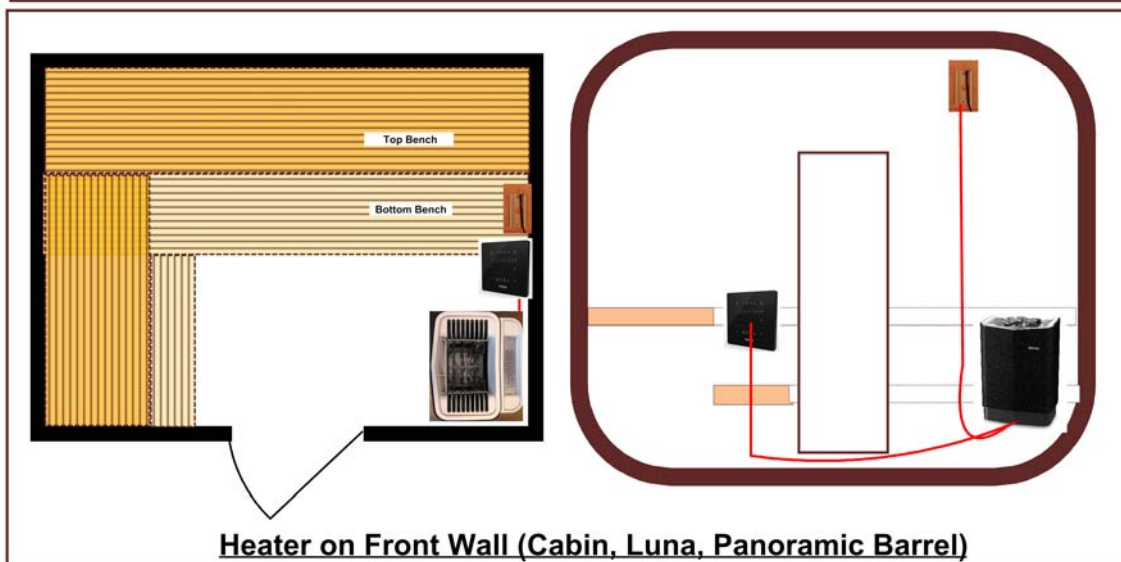 Top Bench
Bottom Bench
Heater on Front Wall (Cabin, Luna, Panoramic Barrel)